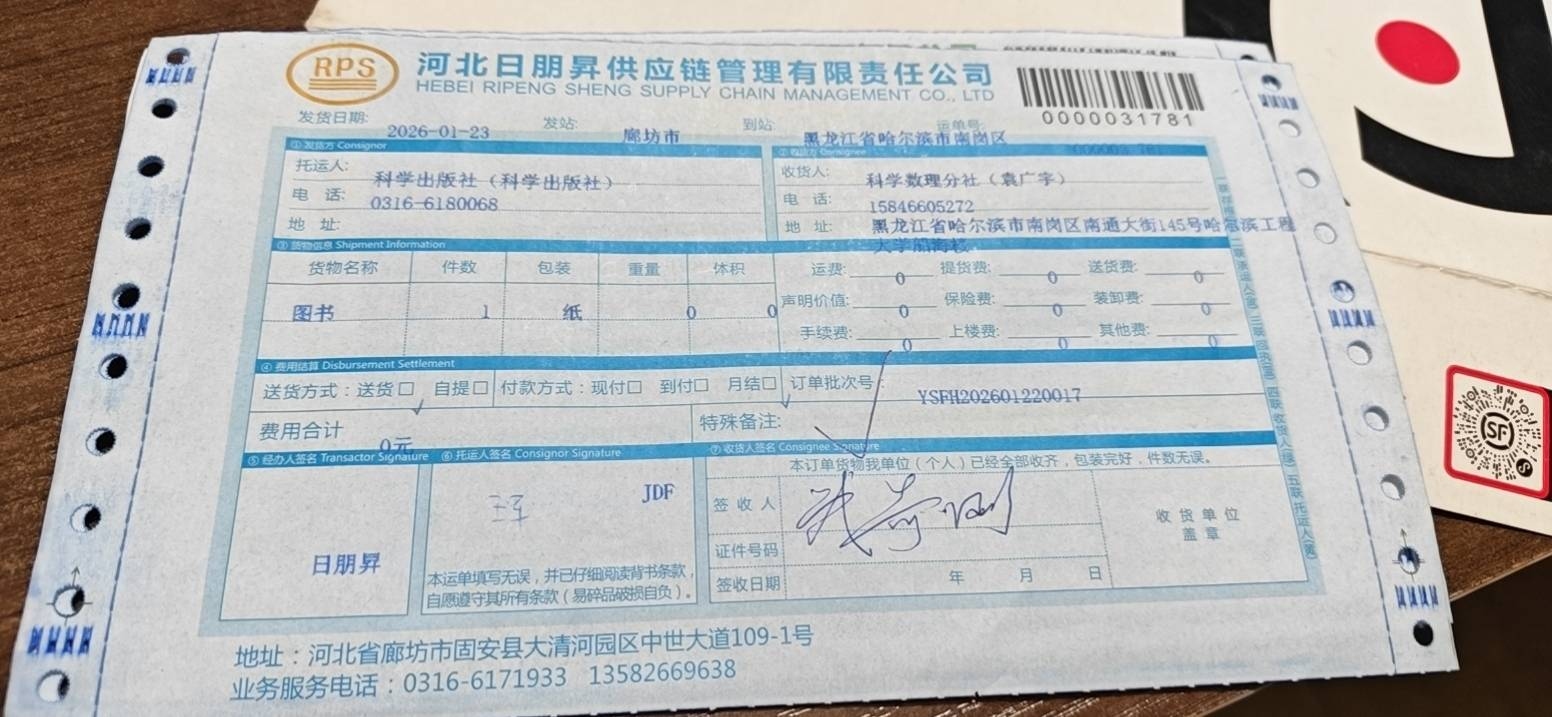 RPS
河北日朋昇供应链管理有限责任公司
HEBEI RIPENG SHENG SUPPLY CHAIN MANAGEMENT CO., LTD
0000031781
发货日期: 2026-01-23 发站: 廊坊市 到站: 黑龙江省哈尔滨市南岗区 运单号:
① 发货方 Consignor
托运人: 科学出版社（科学出版社）
电 话: 0316-6180068
地 址:
② 收货方 Consignee
收货人: 科学数理分社（袁广宇）
电 话: 15846605272
地 址: 黑龙江省哈尔滨市南岗区南通大街145号哈尔滨工程
大学船海楼
③ 货物信息 Shipment Information
货物名称 件数 包装 重量 体积
图书 1 纸 0 0
运费: 0 提货费: 0 送货费: 0
声明价值: 0 保险费: 0 装卸费: 0
手续费: 0 上楼费: 0 其他费: 0
④ 费用结算 Disbursement Settlement
送货方式：送货□ 自提□ 付款方式：现付□ 到付□ 月结□ 订单批次号: YSFH202601220017
费用合计 0元 特殊备注:
⑤ 经办人签名 Transactor Signature
日朋昇
⑥ 托运人签名 Consignor Signature
JDF
本运单填写无误，并已仔细阅读背书条款，
自愿遵守其所有条款（易碎品破损自负）。
⑦ 收货人签名 Consignee Signature
本订单货物我单位（个人）已经全部收齐，包装完好，件数无误。
签 收 人
证件号码
签收日期 年 月 日
收 货 单 位
盖 章
地址：河北省廊坊市固安县大清河园区中世大道109-1号
业务服务电话：0316-6171933 13582669638
SF